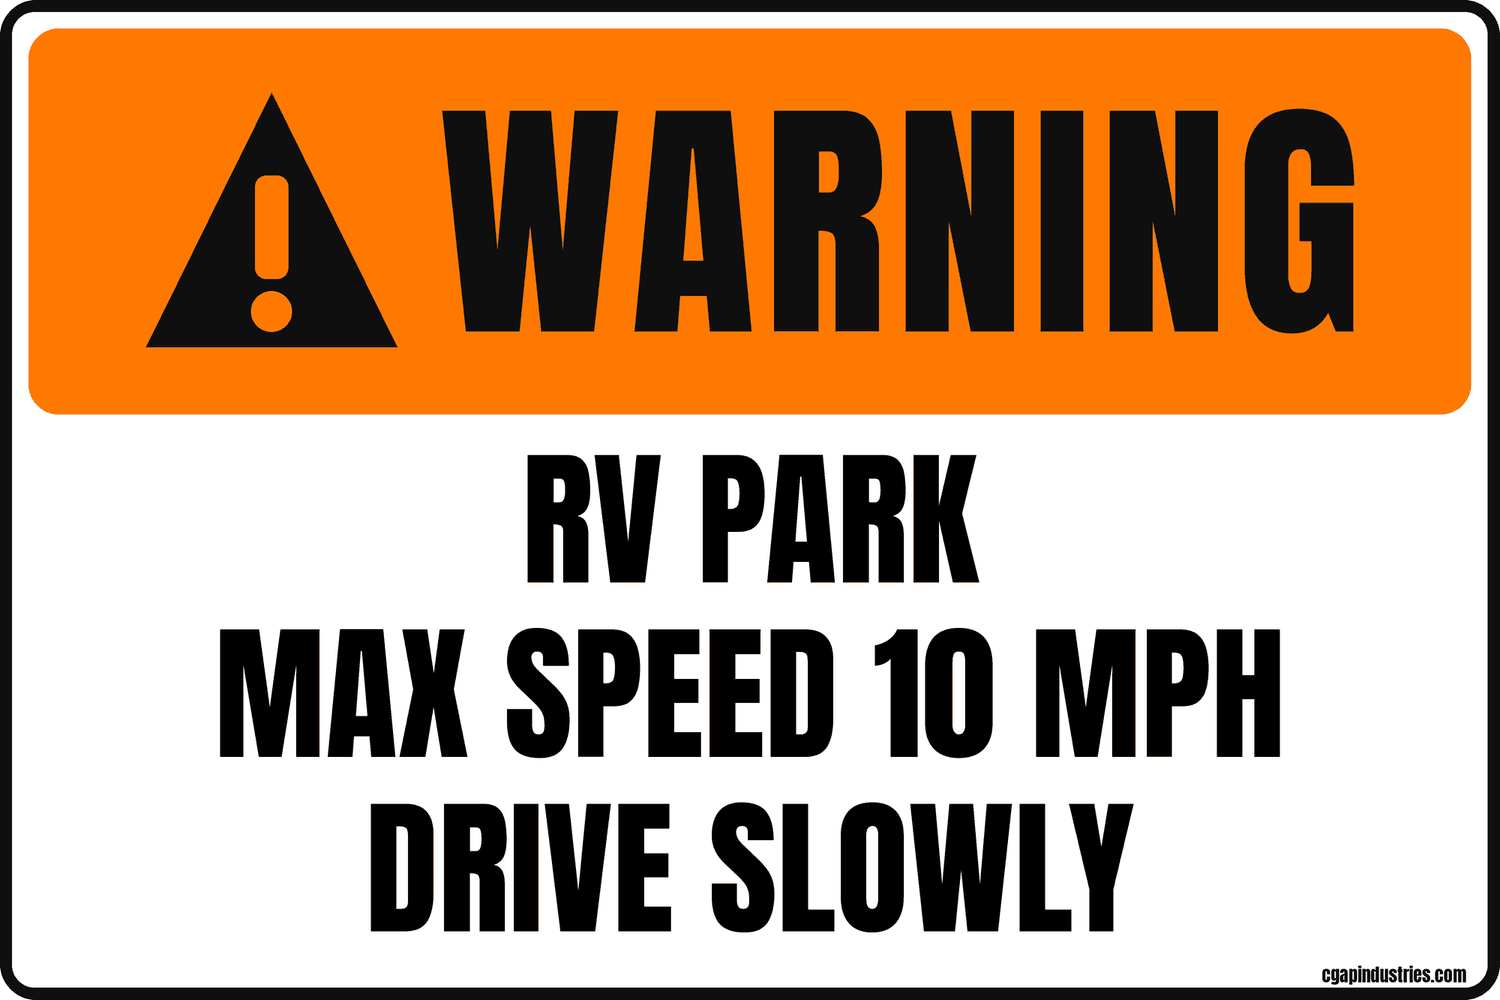 WARNING
RV PARK
MAX SPEED 10 MPH
DRIVE SLOWLY
cgapindustries.com